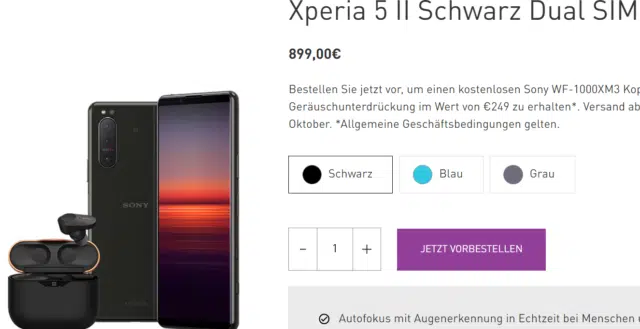 Xperia 5 II Schwarz Dual SIM
899,00€
Bestellen Sie jetzt vor, um einen kostenlosen Sony WF-1000XM3
Geräuschunterdrückung im Wert von €249 zu erhalten*. Versand ab
Oktober. *Allgemeine Geschäftsbedingungen gelten.
Schwarz
Blau
Grau
SONY
- 1 +
JETZT VORBESTELLEN
Autofokus mit Augenerkennung in Echtzeit bei Menschen